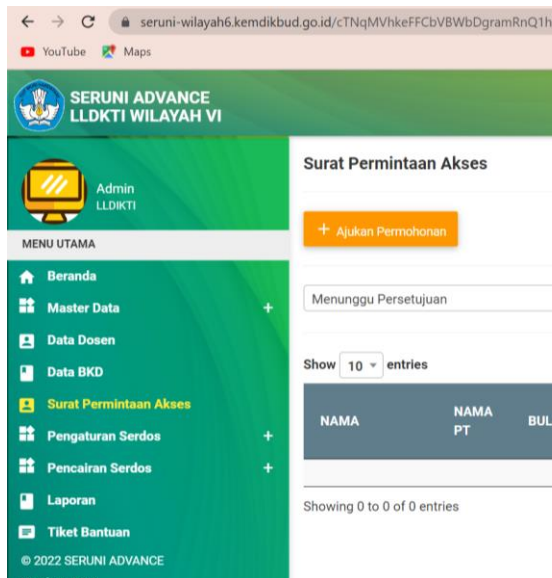 seruni-wilayah6.kemdikbud.go.id/cTNqMVhkeFFCbVBWbDgramRnQ1h
YouTube Maps
SERUNI ADVANCE
LLDKTI WILAYAH VI
Admin
LLDIKTI
MENU UTAMA
Beranda
Master Data +
Data Dosen
Data BKD
Surat Permintaan Akses
Pengaturan Serdos +
Pencairan Serdos +
Laporan
Tiket Bantuan
© 2022 SERUNI ADVANCE
Surat Permintaan Akses
+ Ajukan Permohonan
Menunggu Persetujuan
Show 10 entries
NAMA NAMA PT BUL
Showing 0 to 0 of 0 entries